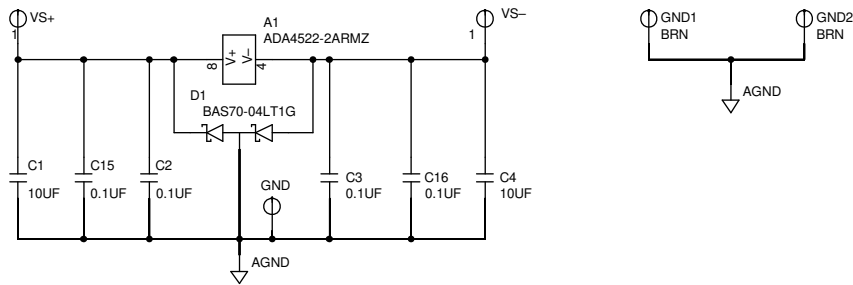 VS+
1
A1
ADA4522-2ARMZ
VS–
1
GND1
BRN
GND2
BRN
8
V+
V–
4
AGND
D1
BAS70-04LT1G
C1
10UF
C15
0.1UF
C2
0.1UF
GND
C3
0.1UF
C16
0.1UF
C4
10UF
AGND